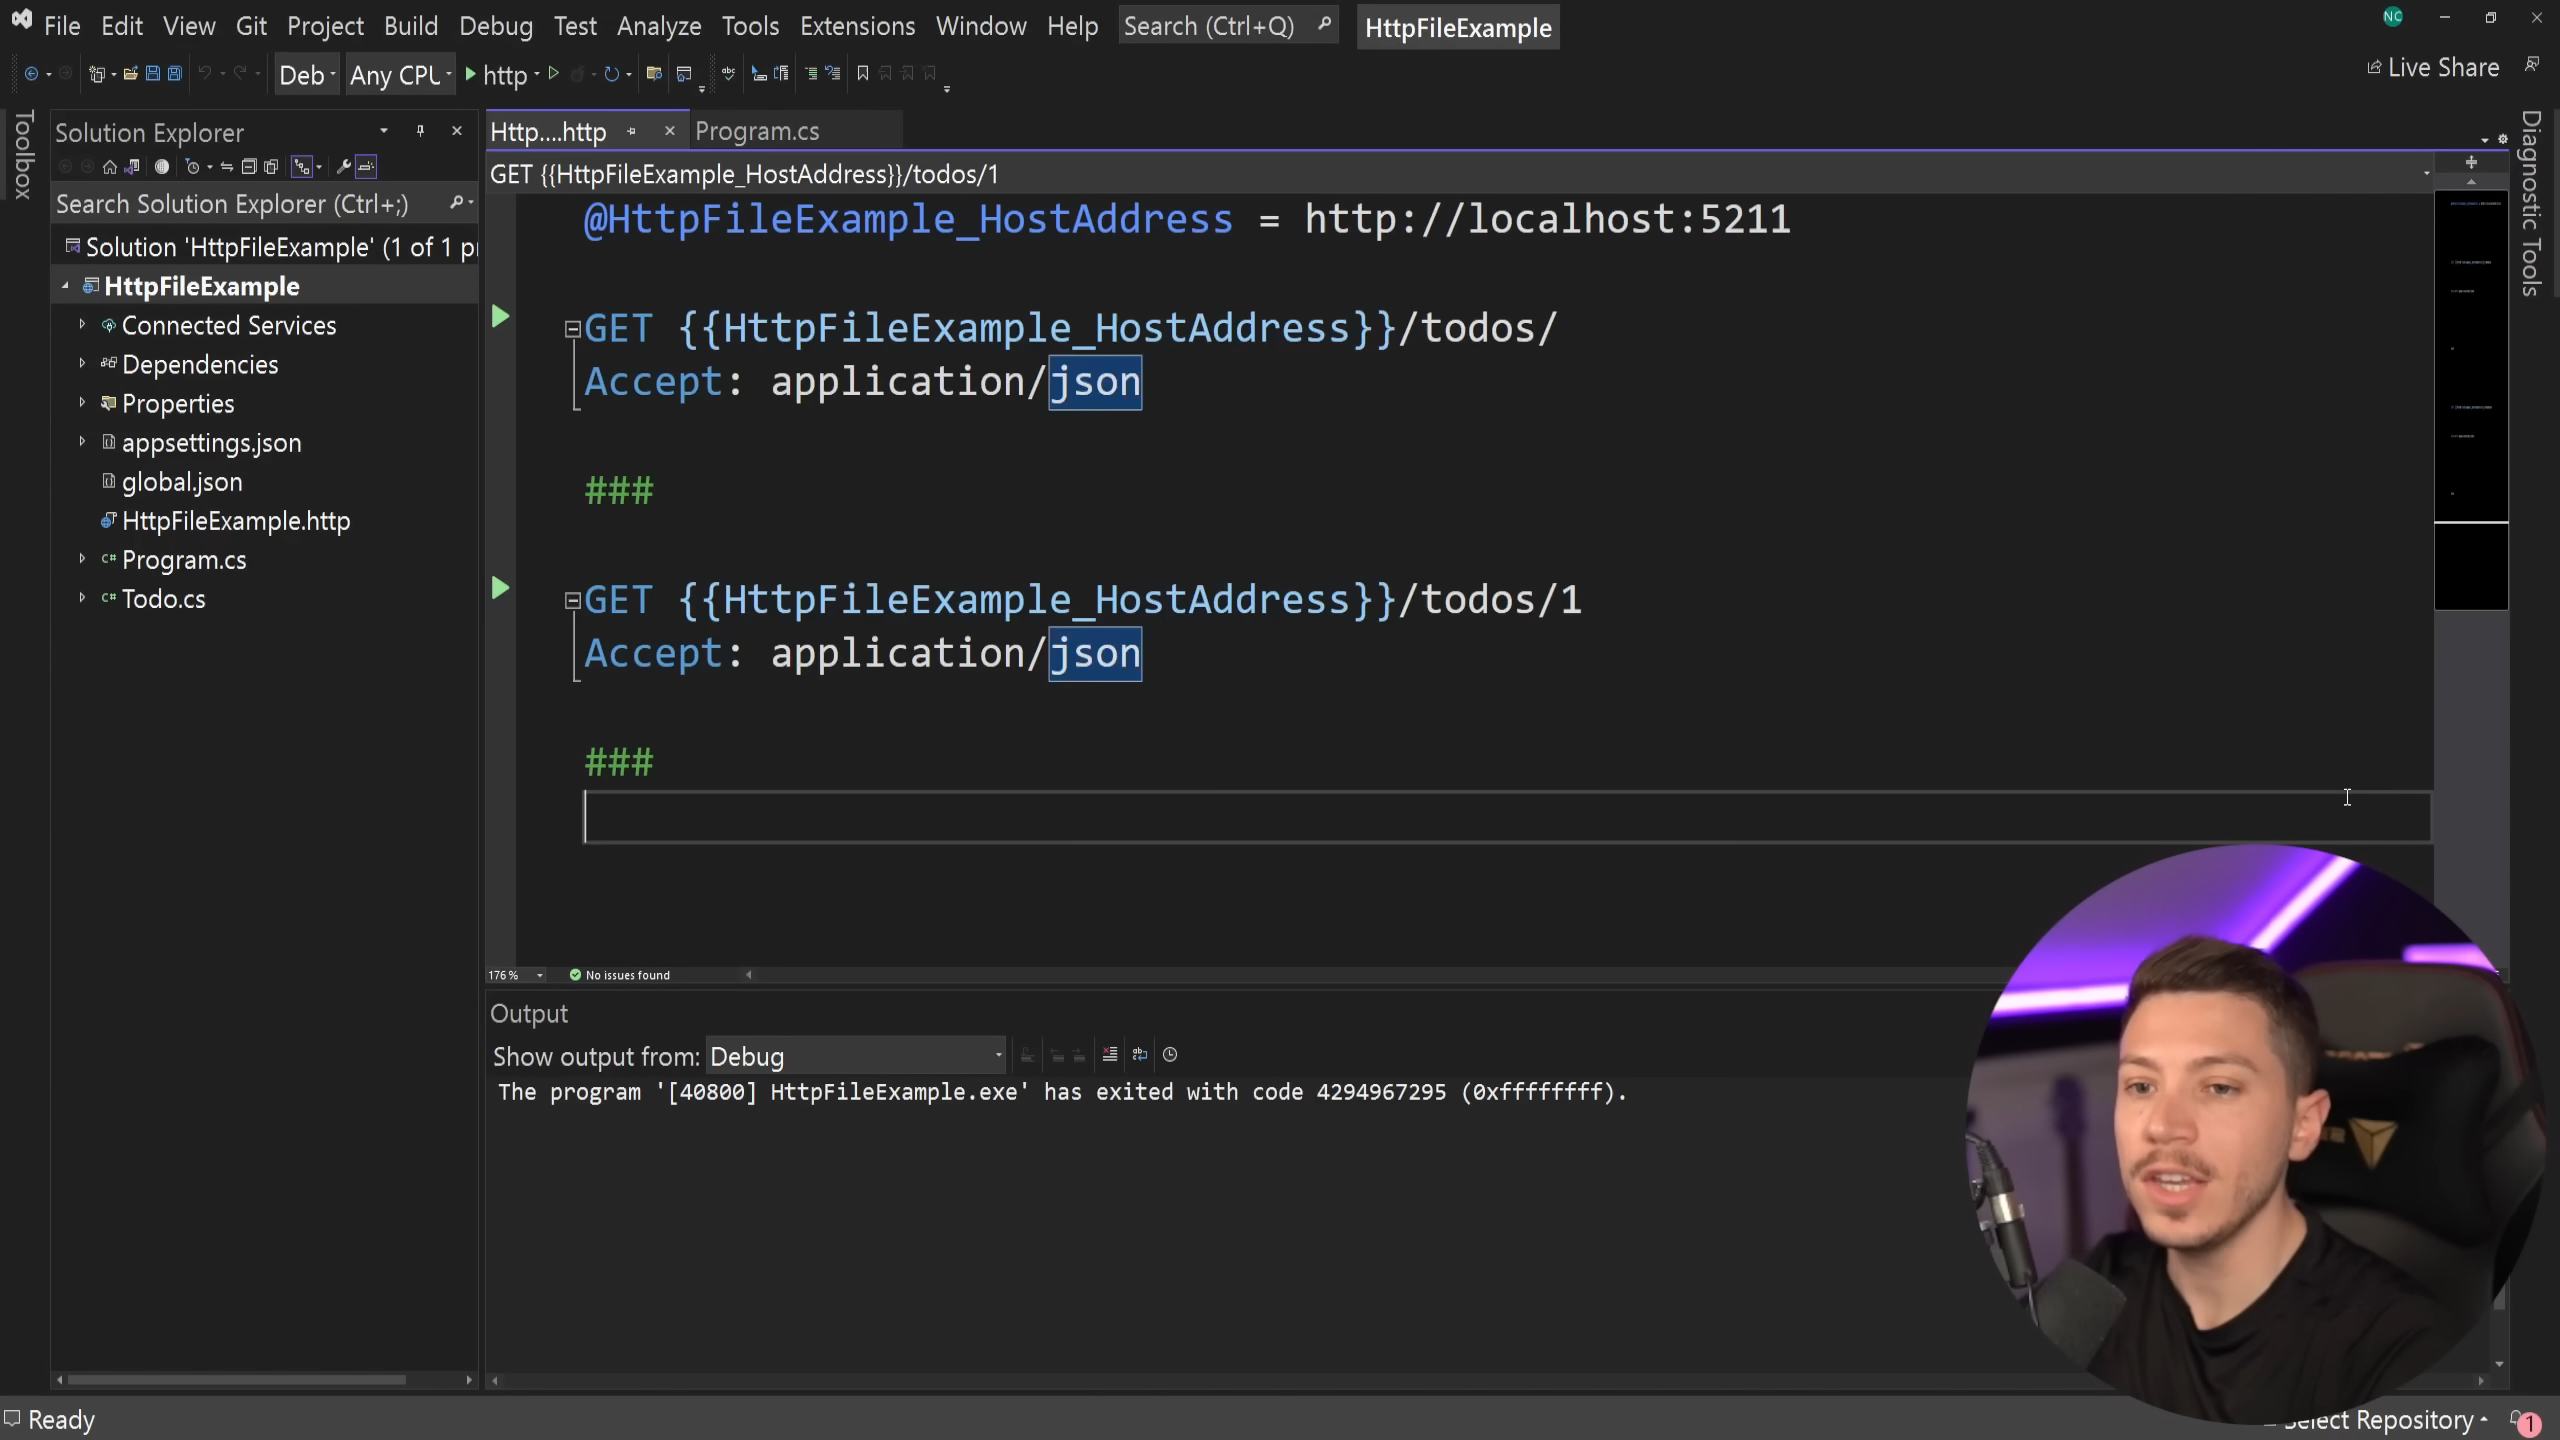 File Edit View Git Project Build Debug Test Analyze Tools Extensions Window Help Search (Ctrl+Q) HttpFileExample NC
Deb Any CPU http Live Share
Toolbox
Solution Explorer
Search Solution Explorer (Ctrl+;)
Solution 'HttpFileExample' (1 of 1 p
HttpFileExample
Connected Services
Dependencies
Properties
appsettings.json
global.json
HttpFileExample.http
C# Program.cs
C# Todo.cs
Http....http Program.cs
GET {{HttpFileExample_HostAddress}}/todos/1
@HttpFileExample_HostAddress = http://localhost:5211
GET {{HttpFileExample_HostAddress}}/todos/
Accept: application/json
###
GET {{HttpFileExample_HostAddress}}/todos/1
Accept: application/json
###
176 % No issues found
Output
Show output from: Debug
The program '[40800] HttpFileExample.exe' has exited with code 4294967295 (0xffffffff).
Diagnostic Tools
Ready
Select Repository 1